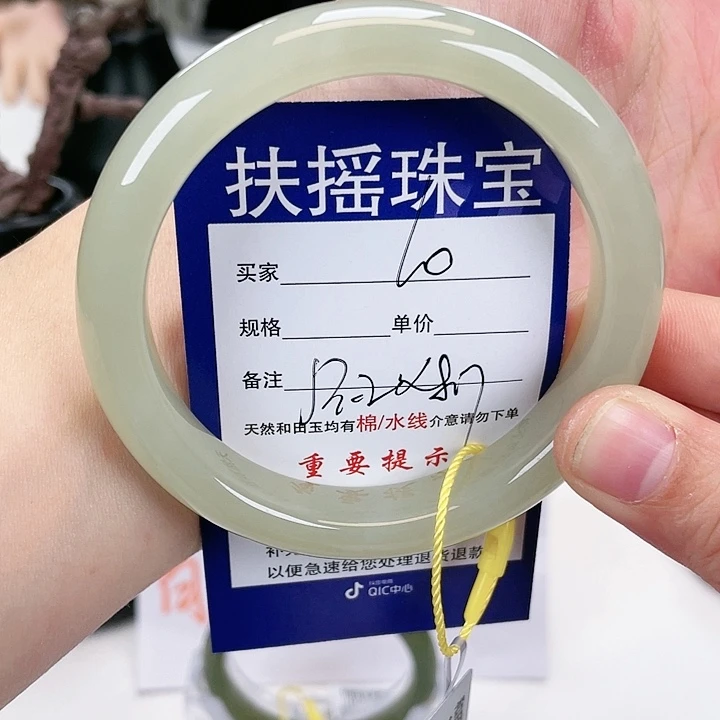 扶摇珠宝
买家 60
规格 单价
备注
天然和田玉均有棉/水线介意请勿下单
重要提示
以便急速给您处理退货退款
QIC中心